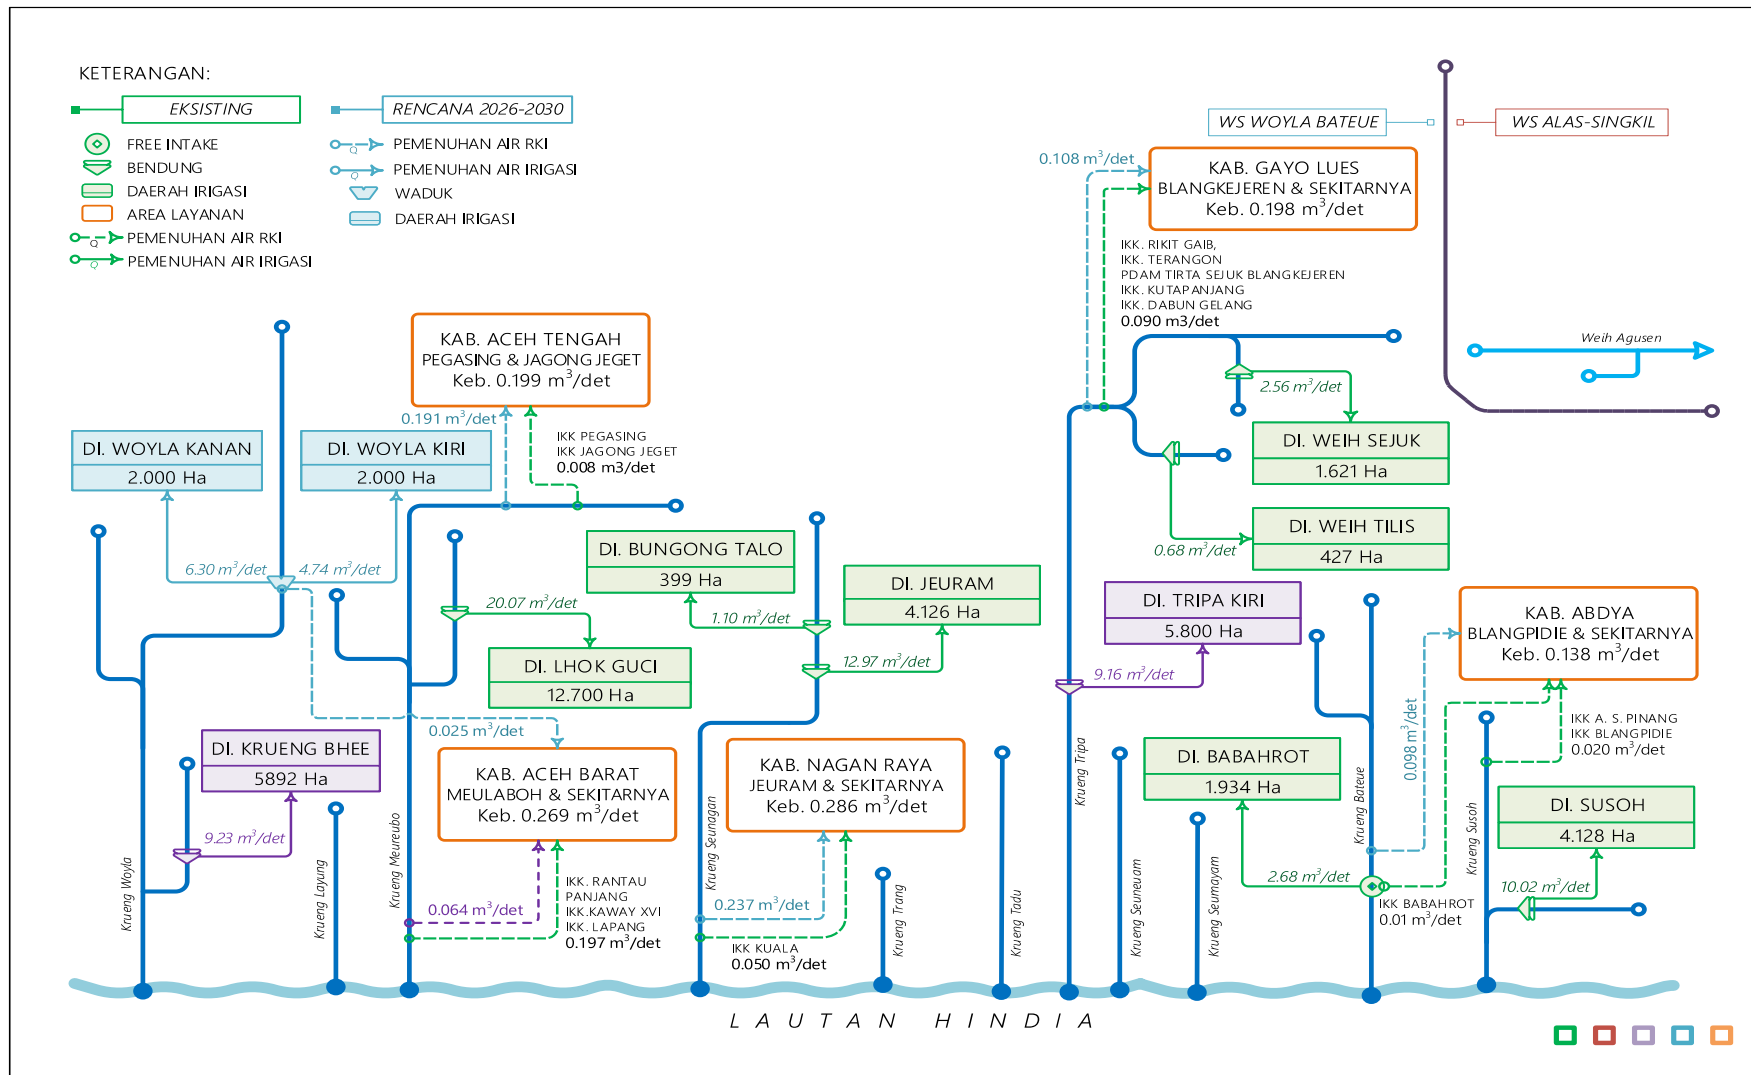 KETERANGAN:
EKSISTING
FREE INTAKE
BENDUNG
DAERAH IRIGASI
AREA LAYANAN
Q PEMENUHAN AIR RKI
Q PEMENUHAN AIR IRIGASI
RENCANA 2026-2030
Q PEMENUHAN AIR RKI
Q PEMENUHAN AIR IRIGASI
WADUK
DAERAH IRIGASI
WS WOYLA BATEUE
WS ALAS-SINGKIL
0.108 m³/det
KAB. GAYO LUES
BLANGKEJEREN & SEKITARNYA
Keb. 0.198 m³/det
IKK. RIKIT GAIB,
IKK. TERANGON
PDAM TIRTA SEJUK BLANGKEJEREN
IKK. KUTAPANJANG
IKK. DABUN GELANG
0.090 m3/det
Weih Agusen
2.56 m³/det
DI. WEIH SEJUK
1.621 Ha
0.68 m³/det
DI. WEIH TILIS
427 Ha
KAB. ACEH TENGAH
PEGASING & JAGONG JEGET
Keb. 0.199 m³/det
0.191 m³/det
IKK PEGASING
IKK JAGONG JEGET
0.008 m3/det
DI. WOYLA KANAN
2.000 Ha
DI. WOYLA KIRI
2.000 Ha
6.30 m³/det
4.74 m³/det
20.07 m³/det
DI. LHOK GUCI
12.700 Ha
DI. BUNGONG TALO
399 Ha
1.10 m³/det
DI. JEURAM
4.126 Ha
12.97 m³/det
DI. TRIPA KIRI
5.800 Ha
9.16 m³/det
KAB. ABDYA
BLANGPIDIE & SEKITARNYA
Keb. 0.138 m³/det
0.098 m³/det
IKK A. S. PINANG
IKK BLANGPIDIE
0.020 m³/det
DI. KRUENG BHEE
5892 Ha
9.23 m³/det
0.025 m³/det
KAB. ACEH BARAT
MEULABOH & SEKITARNYA
Keb. 0.269 m³/det
0.064 m³/det
IKK. RANTAU
PANJANG
IKK.KAWAY XVI
IKK. LAPANG
0.197 m³/det
KAB. NAGAN RAYA
JEURAM & SEKITARNYA
Keb. 0.286 m³/det
0.237 m³/det
IKK KUALA
0.050 m³/det
DI. BABAHROT
1.934 Ha
2.68 m³/det
IKK BABAHROT
0.01 m³/det
DI. SUSOH
4.128 Ha
10.02 m³/det
Krueng Woyla
Krueng Layung
Krueng Meureubo
Krueng Seunagan
Krueng Trang
Krueng Tadu
Krueng Tripa
Krueng Seuneuam
Krueng Seumayam
Krueng Bateue
Krueng Susoh
LAUTAN HINDIA